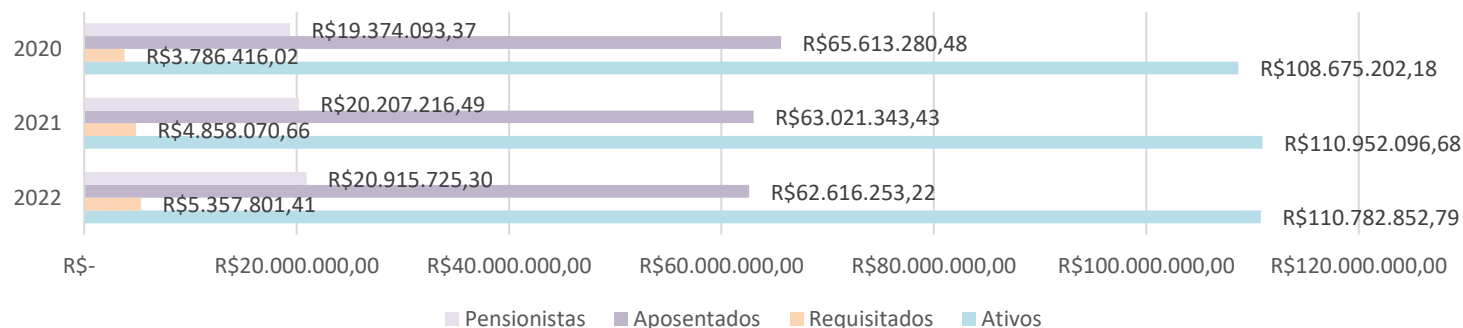 R$19.374.093,37
2020
R$65.613.280,48
R$3.786.416,02
R$108.675.202,18
R$20.207.216,49
2021
R$63.021.343,43
R$4.858.070,66
R$110.952.096,68
R$20.915.725,30
2022
R$62.616.253,22
R$5.357.801,41
R$110.782.852,79
R$- R$20.000.000,00 R$40.000.000,00 R$60.000.000,00 R$80.000.000,00 R$100.000.000,00 R$120.000.000,00
Pensionistas Aposentados Requisitados Ativos